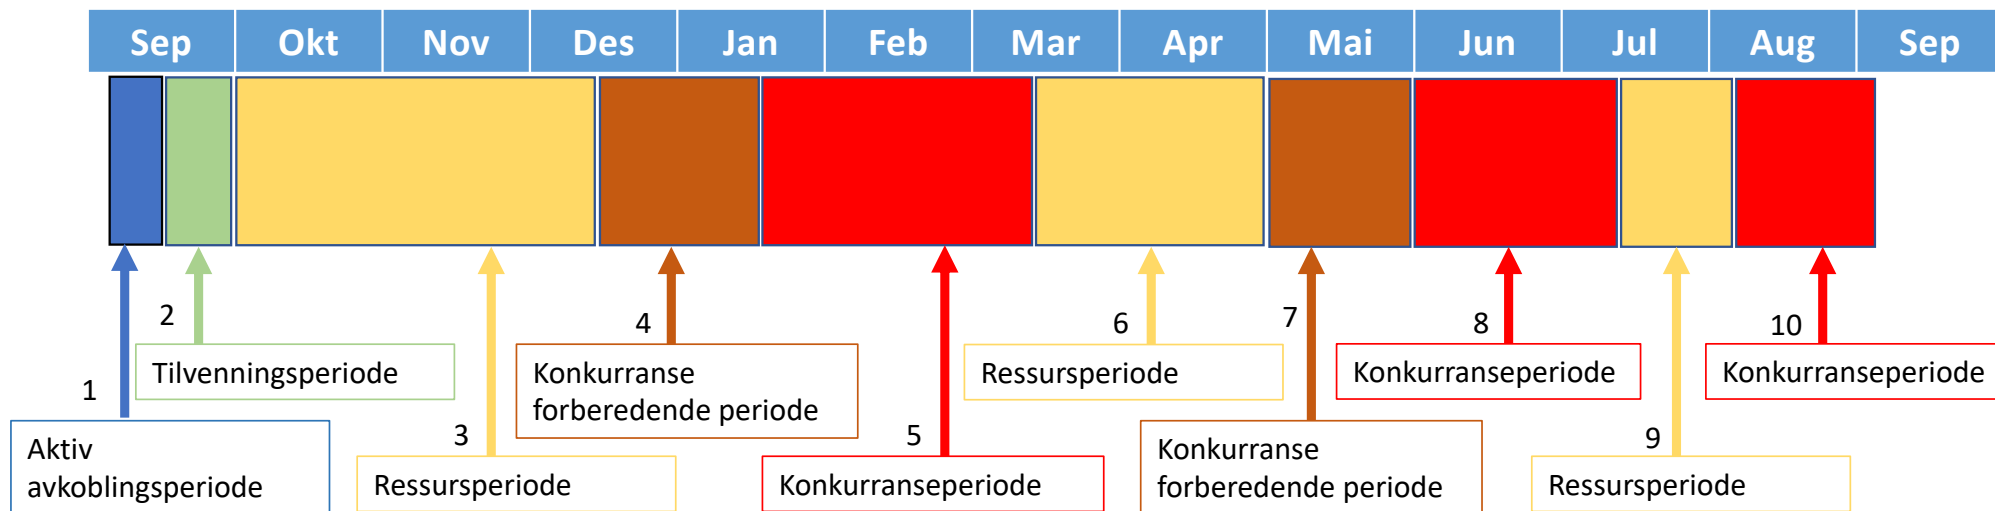 Sep Okt Nov Des Jan Feb Mar Apr Mai Jun Jul Aug Sep
1
Aktiv
avkoblingsperiode
2
Tilvenningsperiode
3
Ressursperiode
4
Konkurranse
forberedende periode
5
Konkurranseperiode
6
Ressursperiode
7
Konkurranse
forberedende periode
8
Konkurranseperiode
9
Ressursperiode
10
Konkurranseperiode